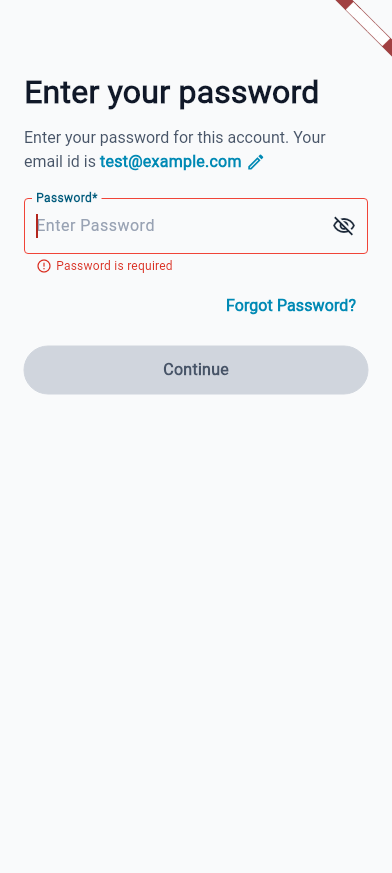 Enter your password
Enter your password for this account. Your
email id is test@example.com
Password*
Enter Password
Password is required
Forgot Password?
Continue